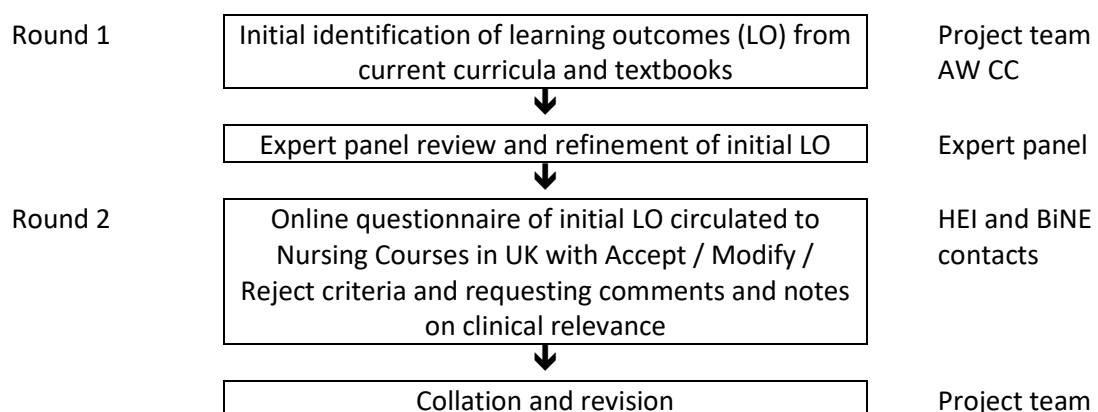 Round 1
Initial identification of learning outcomes (LO) from
current curricula and textbooks
Project team
AW CC
Expert panel review and refinement of initial LO
Expert panel
Round 2
Online questionnaire of initial LO circulated to
Nursing Courses in UK with Accept / Modify /
Reject criteria and requesting comments and notes
on clinical relevance
HEI and BiNE
contacts
Collation and revision
Project team